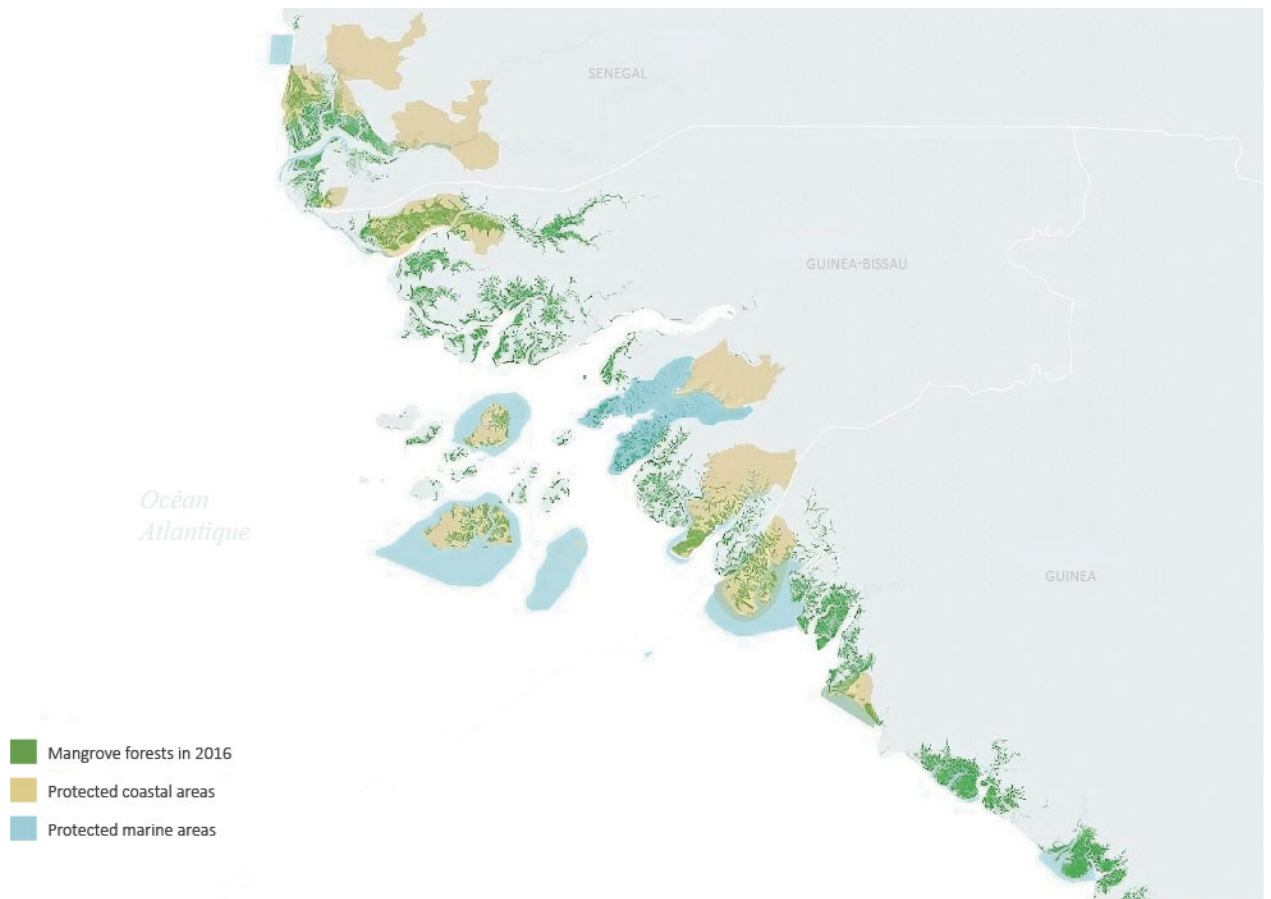 SENEGAL
GUINEA-BISSAU
Océan
Atlantique
GUINEA
Mangrove forests in 2016
Protected coastal areas
Protected marine areas